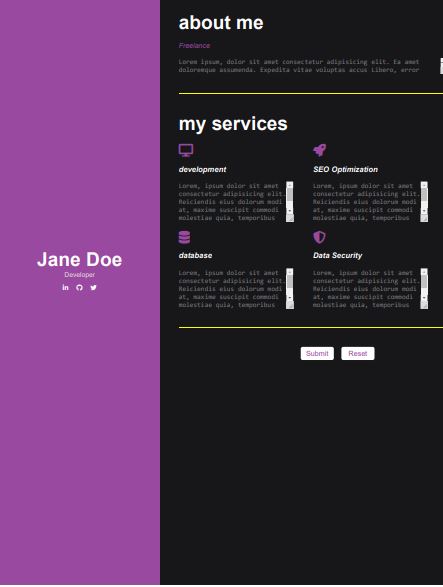 Jane Doe
Developer
about me
Freelance
Lorem ipsum, dolor sit amet consectetur adipisicing elit. Ea amet
doloremque assumenda. Expedita vitae voluptas accus Libero, error
my services
development
Lorem, ipsum dolor sit amet
consectetur adipisicing elit.
Reiciendis eius dolorum modi
at, maxime suscipit commodi
molestiae quia, temporibus
SEO Optimization
Lorem, ipsum dolor sit amet
consectetur adipisicing elit.
Reiciendis eius dolorum modi
at, maxime suscipit commodi
molestiae quia, temporibus
database
Lorem, ipsum dolor sit amet
consectetur adipisicing elit.
Reiciendis eius dolorum modi
at, maxime suscipit commodi
molestiae quia, temporibus
Data Security
Lorem, ipsum dolor sit amet
consectetur adipisicing elit.
Reiciendis eius dolorum modi
at, maxime suscipit commodi
molestiae quia, temporibus
Submit
Reset